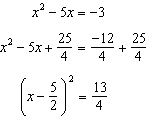 x² − 5x = −3
x² − 5x + 25/4 = −12/4 + 25/4
(x − 5/2)² = 13/4